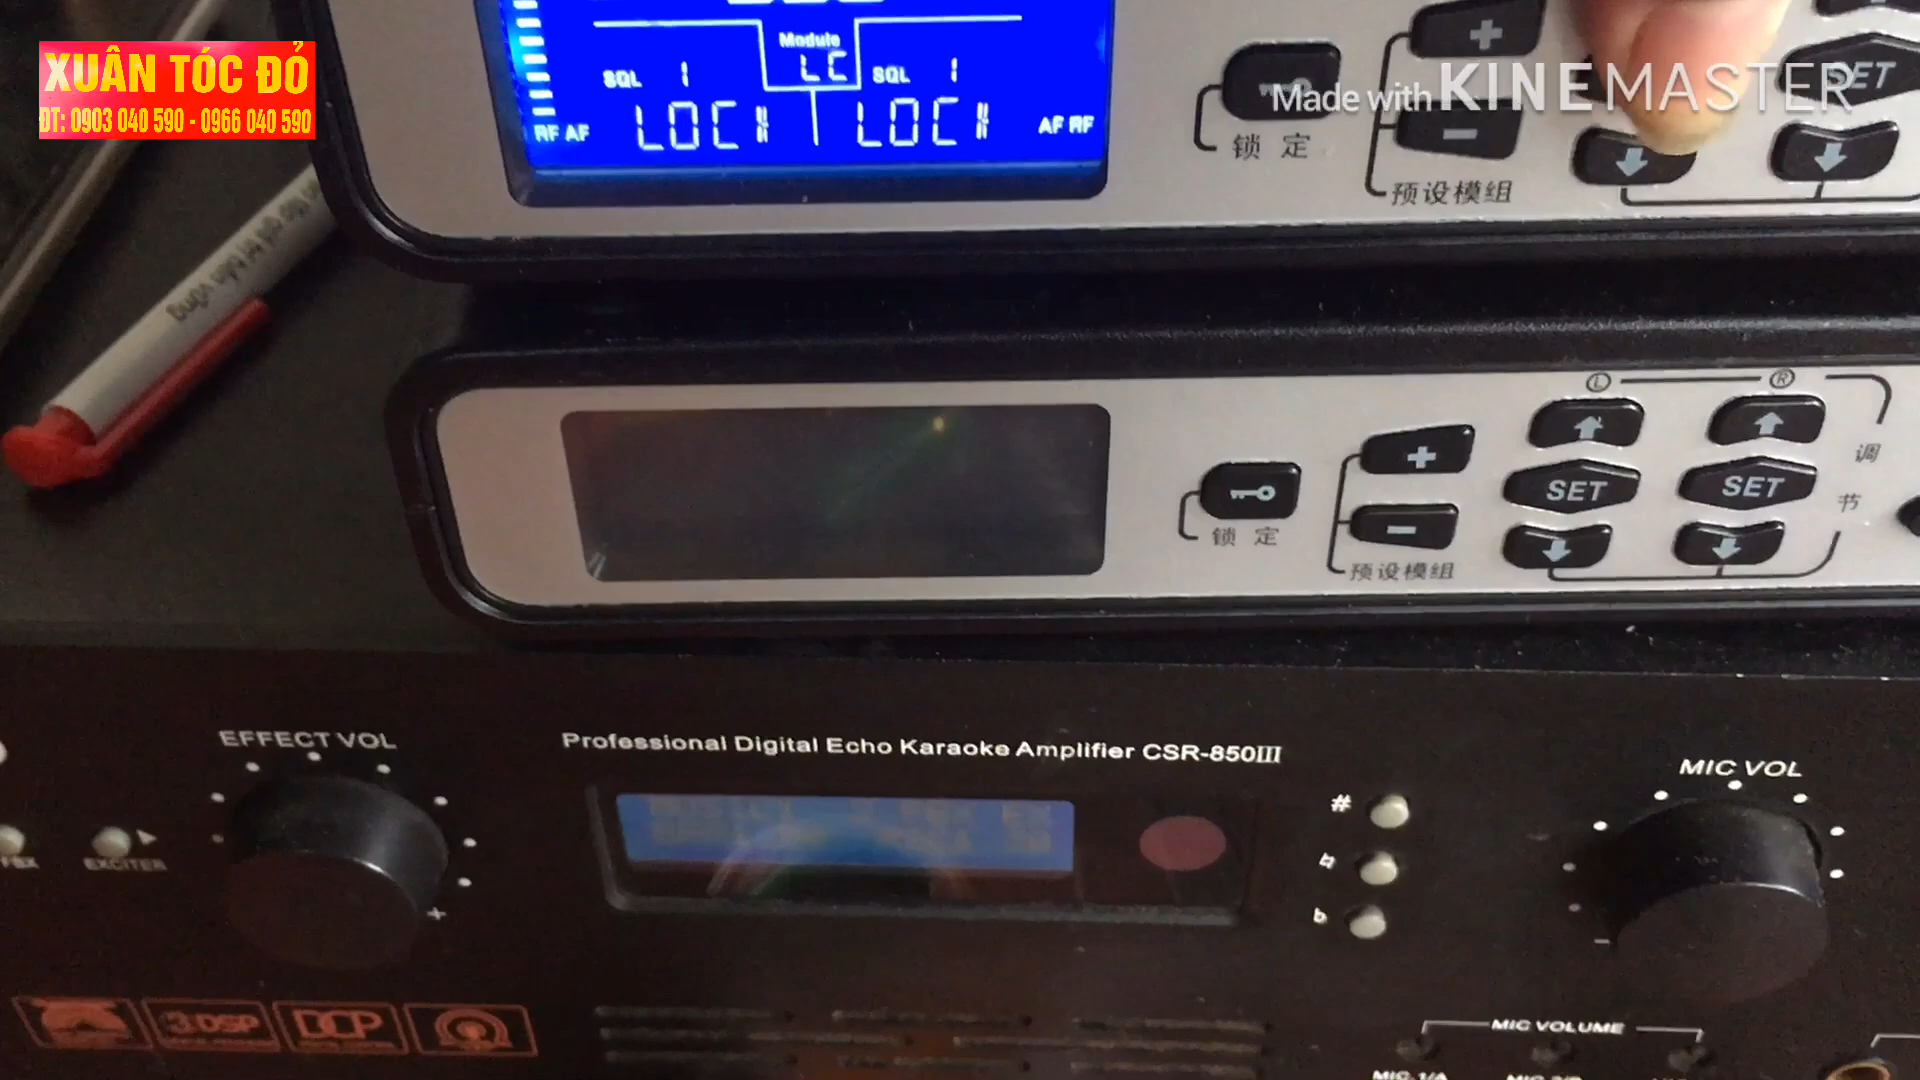 XUÂN TÓC ĐỎ
ĐT: 0903 040 590 - 0966 040 590
Made with KINEMASTER
Module
LC
SQL 1
SQL 1
RF AF
LOCK
LOCK
AF RF
锁 定
预设模组
SET
L
R
调
节
SET
SET
锁 定
预设模组
EFFECT VOL
Professional Digital Echo Karaoke Amplifier CSR-850III
MIC VOL
FBX
EXCITER
#
♮
b
3 DSP
DCP
MIC VOLUME
MIC 1/A